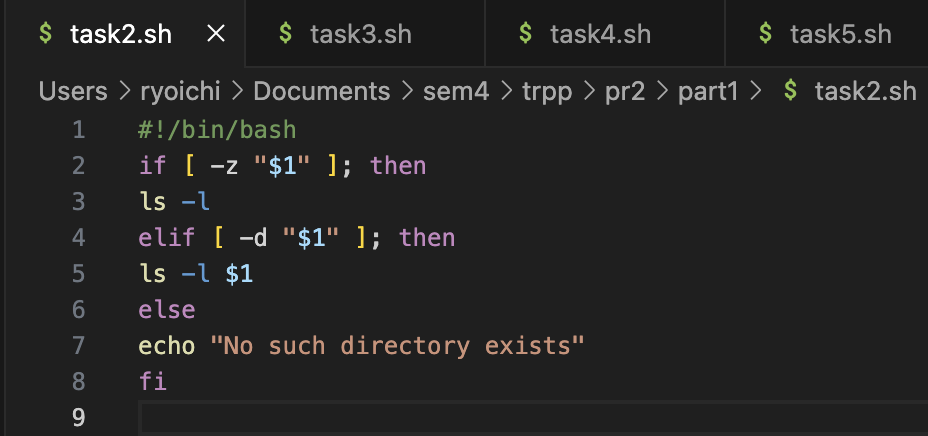 $ task2.sh × $ task3.sh $ task4.sh $ task5.sh
Users > ryoichi > Documents > sem4 > trpp > pr2 > part1 > $ task2.sh
1 #!/bin/bash
2 if [ -z "$1" ]; then
3 ls -l
4 elif [ -d "$1" ]; then
5 ls -l $1
6 else
7 echo "No such directory exists"
8 fi
9